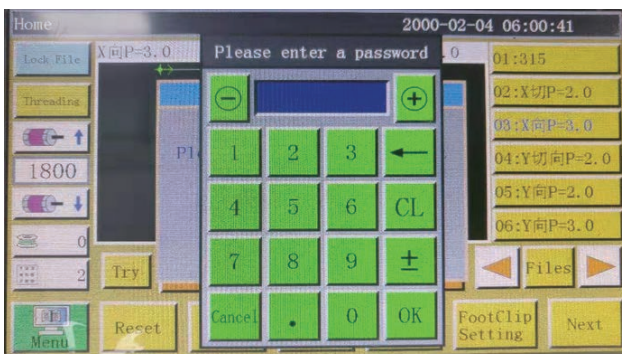 Home
2000-02-04 06:00:41
Lock File
X向P=3.0
Please enter a password
.0
01:315
Threading
02:X切P=2.0
03:X向P=3.0
Pl
1 2 3
04:Y切向P=2.0
1800
4 5 6 CL
05:Y向P=2.0
06:Y向P=3.0
0
7 8 9 ±
2
Try
Files
Menu
Reset
Cancel . 0 OK
FootClip
Setting
Next